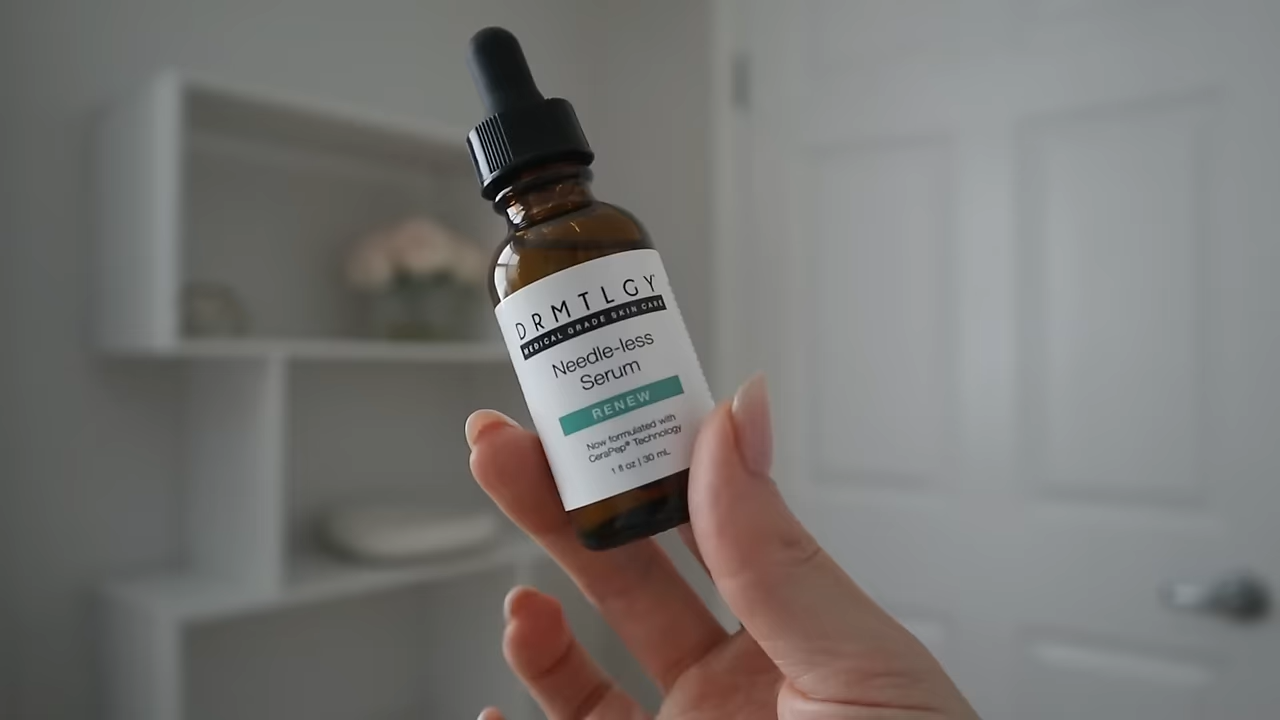 DRMTLGY
MEDICAL GRADE SKIN CARE
Needle-less
Serum
RENEW
Now formulated with
CeraPep® Technology
1 fl oz | 30 mL